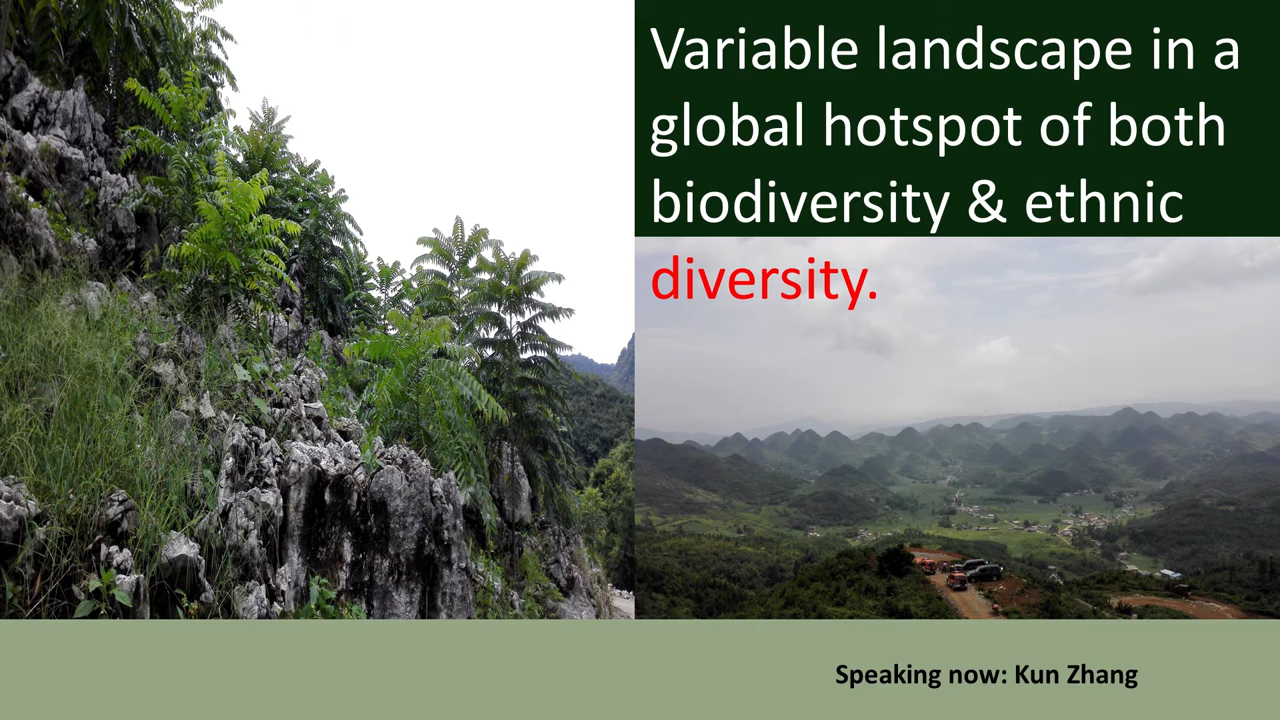 Variable landscape in a
global hotspot of both
biodiversity & ethnic
diversity.
Speaking now: Kun Zhang